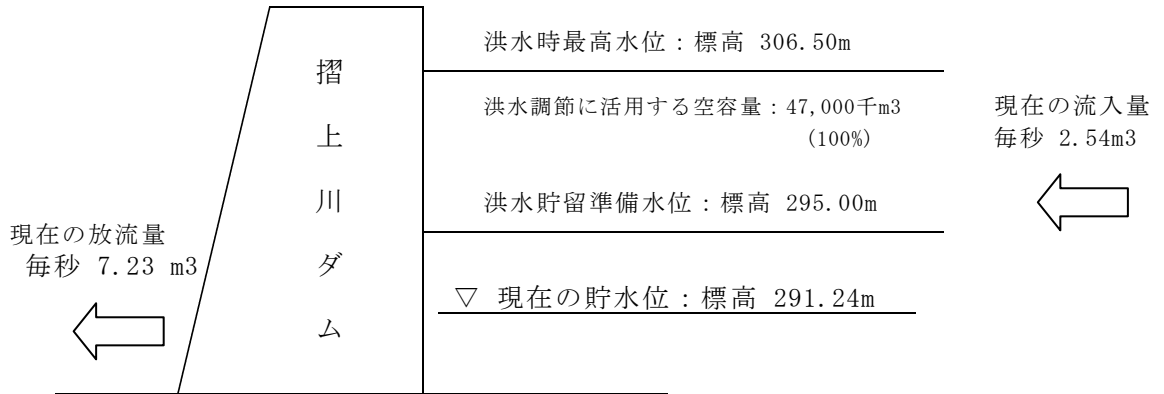 洪水時最高水位：標高 306.50m
摺上川ダム
洪水調節に活用する空容量：47,000千m3
(100%)
現在の流入量
毎秒 2.54m3
洪水貯留準備水位：標高 295.00m
現在の放流量
毎秒 7.23 m3
▽ 現在の貯水位：標高 291.24m